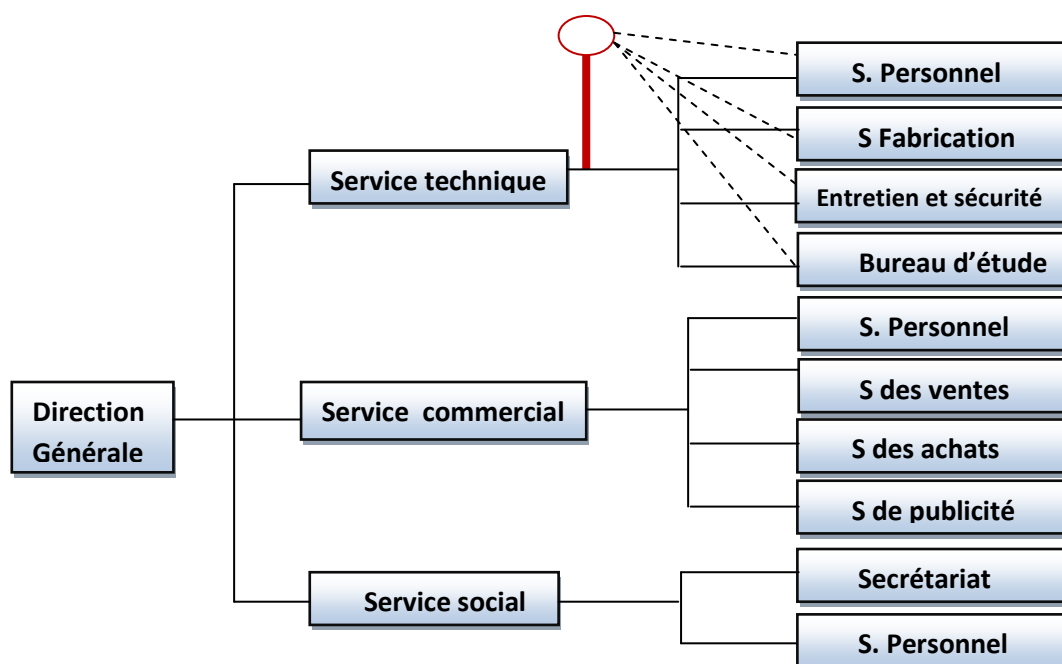 S. Personnel
S Fabrication
Service technique
Entretien et sécurité
Bureau d’étude
S. Personnel
Direction
Générale
Service commercial
S des ventes
S des achats
S de publicité
Secrétariat
Service social
S. Personnel